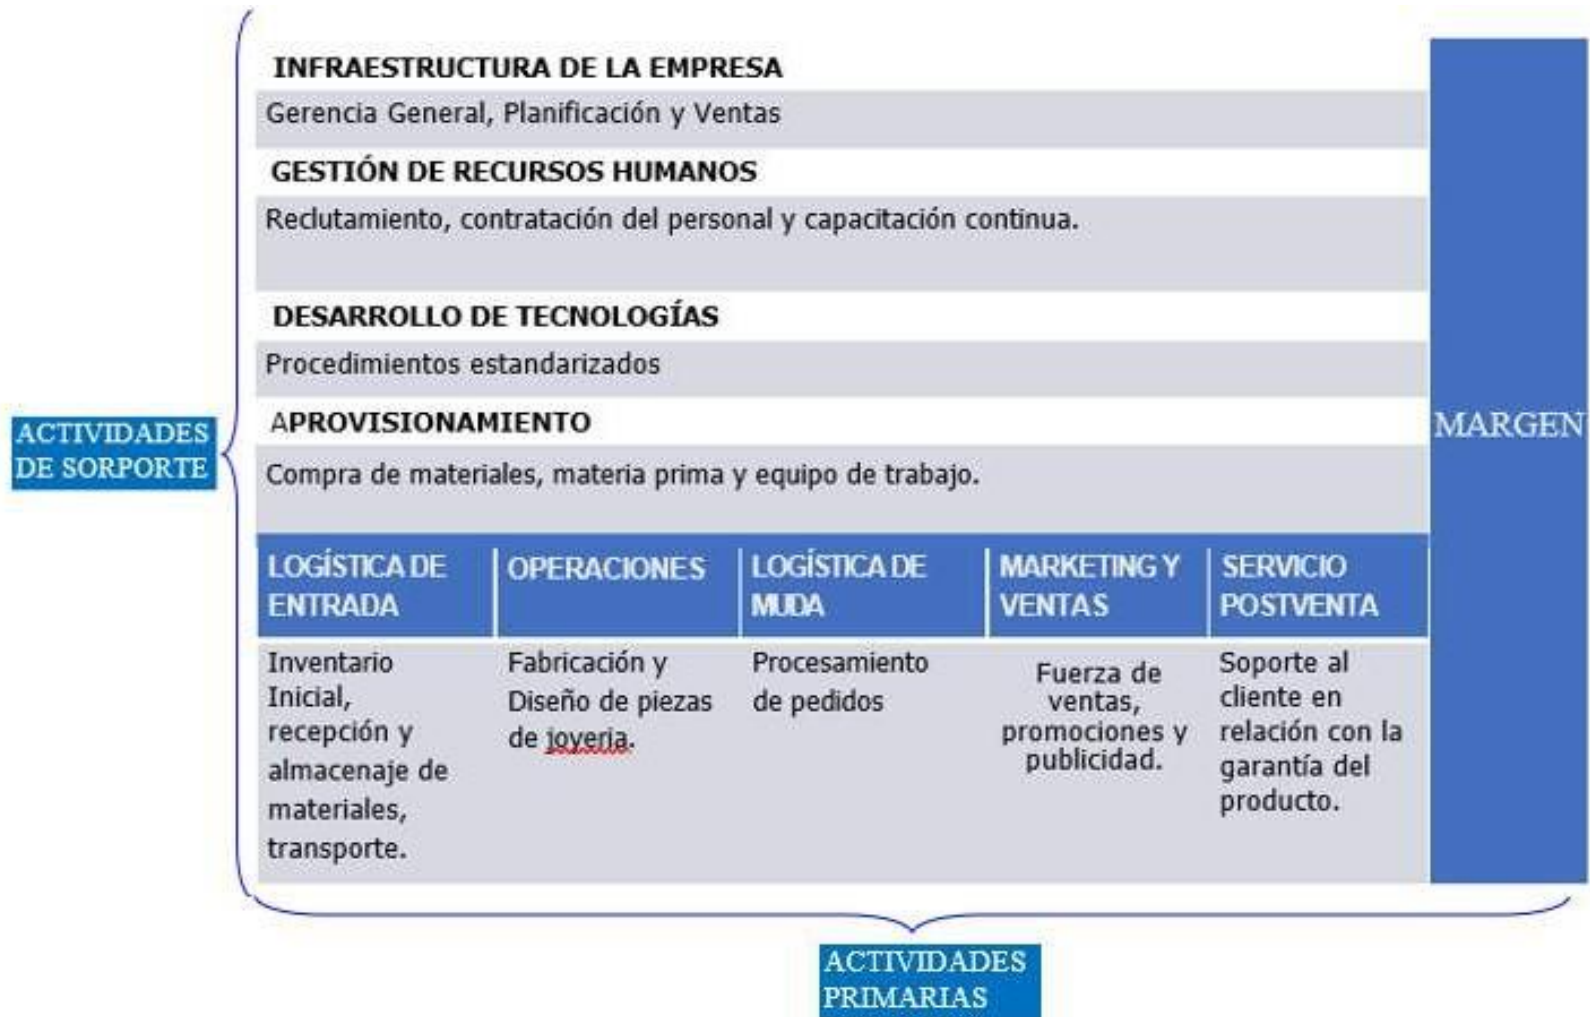 INFRAESTRUCTURA DE LA EMPRESA
Gerencia General, Planificación y Ventas
GESTIÓN DE RECURSOS HUMANOS
Reclutamiento, contratación del personal y capacitación continua.
DESARROLLO DE TECNOLOGÍAS
Procedimientos estandarizados
APROVISIONAMIENTO
Compra de materiales, materia prima y equipo de trabajo.
ACTIVIDADES
DE SORPORTE
MARGEN
LOGÍSTICA DE
ENTRADA
OPERACIONES
LOGÍSTICA DE
MUDA
MARKETING Y
VENTAS
SERVICIO
POSTVENTA
Inventario
Inicial,
recepción y
almacenaje de
materiales,
transporte.
Fabricación y
Diseño de piezas
de joyeria.
Procesamiento
de pedidos
Fuerza de
ventas,
promociones y
publicidad.
Soporte al
cliente en
relación con la
garantía del
producto.
ACTIVIDADES
PRIMARIAS